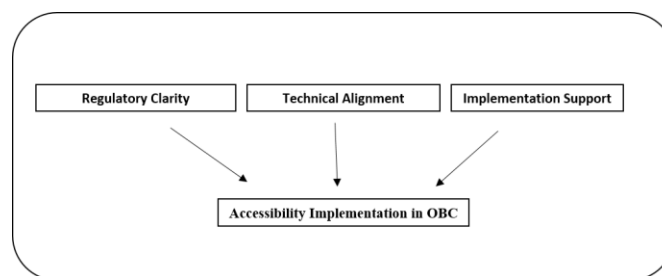 Regulatory Clarity
Technical Alignment
Implementation Support
Accessibility Implementation in OBC